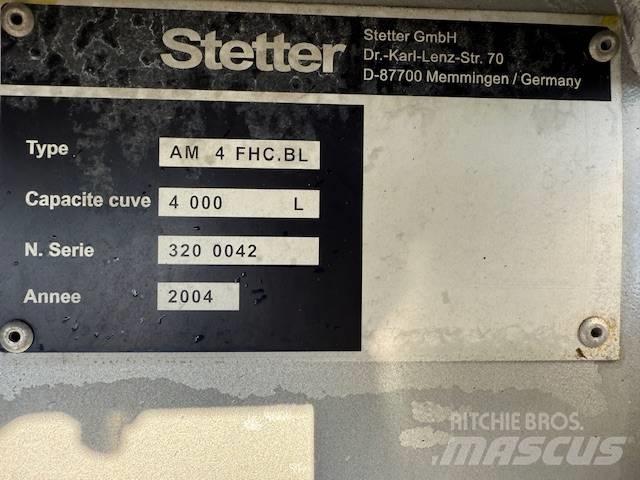 Stetter
Stetter GmbH
Dr.-Karl-Lenz-Str. 70
D-87700 Memmingen / Germany
Type AM 4 FHC.BL
Capacite cuve 4 000 L
N. Serie 320 0042
Annee 2004
RITCHIE BROS.
MASCUS